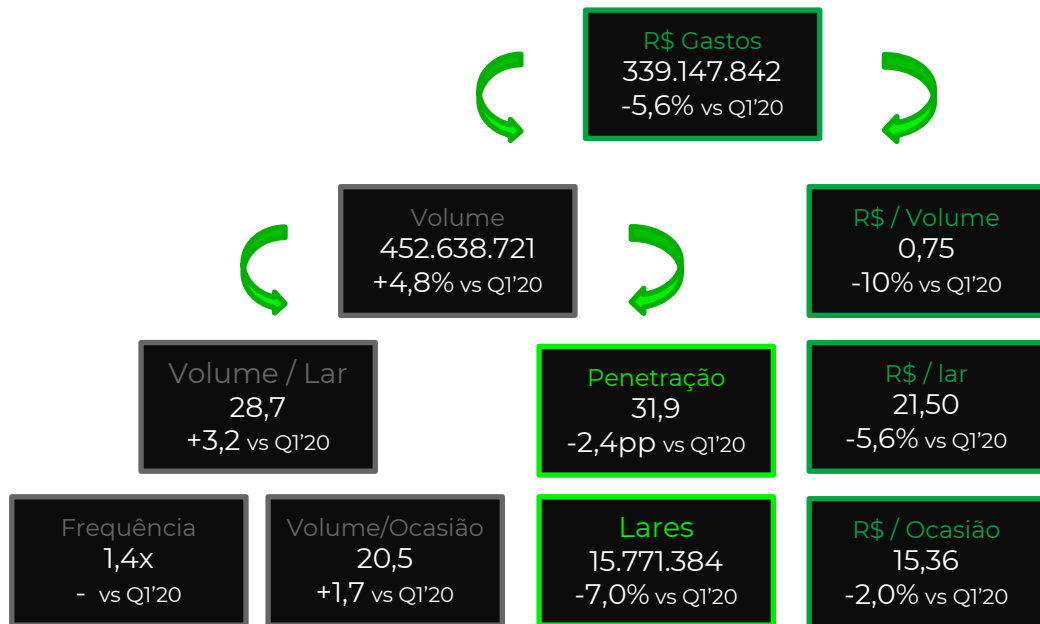 R$ Gastos
339.147.842
-5,6% vs Q1'20
Volume
452.638.721
+4,8% vs Q1'20
R$ / Volume
0,75
-10% vs Q1'20
Volume / Lar
28,7
+3,2 vs Q1'20
Penetração
31,9
-2,4pp vs Q1'20
R$ / lar
21,50
-5,6% vs Q1'20
Frequência
1,4x
- vs Q1'20
Volume/Ocasião
20,5
+1,7 vs Q1'20
Lares
15.771.384
-7,0% vs Q1'20
R$ / Ocasião
15,36
-2,0% vs Q1'20